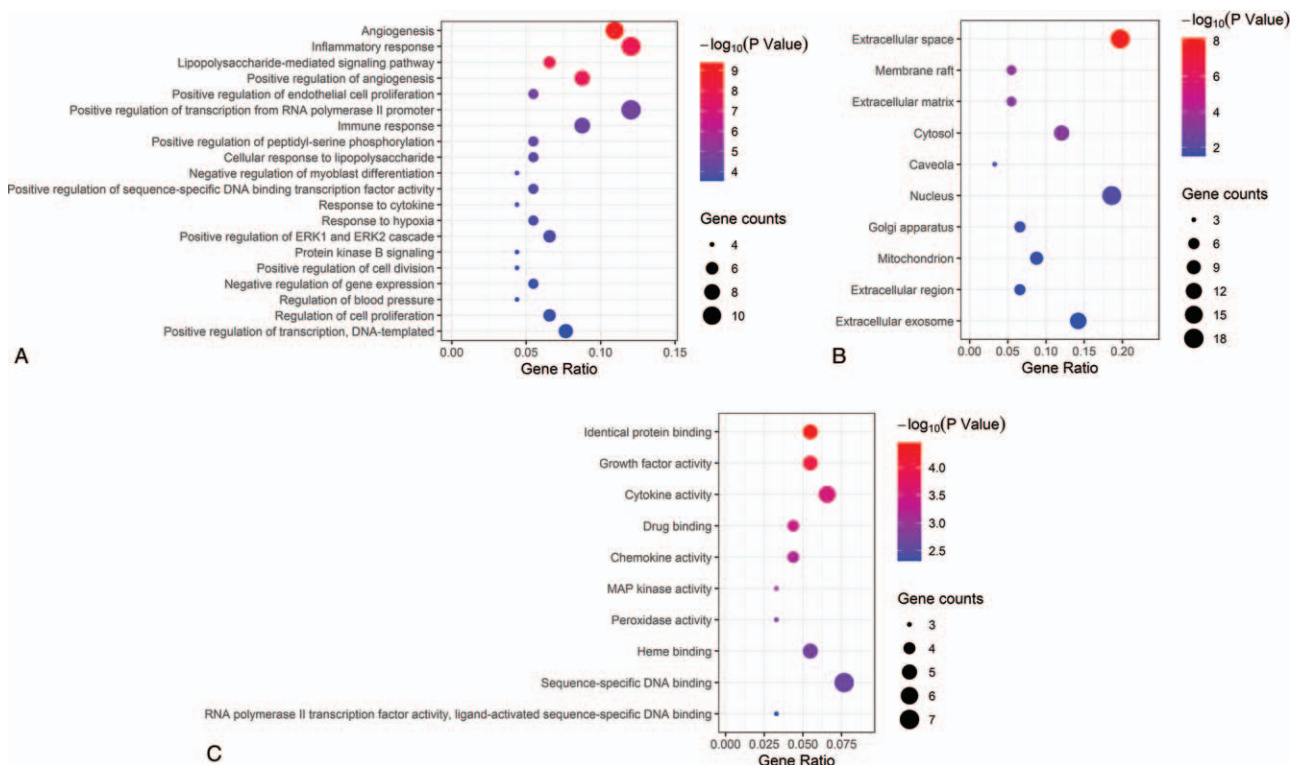 Angiogenesis
Inflammatory response
Lipopolysaccharide-mediated signaling pathway
Positive regulation of angiogenesis
Positive regulation of endothelial cell proliferation
Positive regulation of transcription from RNA polymerase II promoter
Immune response
Positive regulation of peptidyl-serine phosphorylation
Cellular response to lipopolysaccharide
Negative regulation of myoblast differentiation
Positive regulation of sequence-specific DNA binding transcription factor activity
Response to cytokine
Response to hypoxia
Positive regulation of ERK1 and ERK2 cascade
Protein kinase B signaling
Positive regulation of cell division
Negative regulation of gene expression
Regulation of blood pressure
Regulation of cell proliferation
Positive regulation of transcription, DNA-templated
0.00 0.05 0.10 0.15
Gene Ratio
A
−log10(P Value)
9
8
7
6
5
4
Gene counts
4
6
8
10
Extracellular space
Membrane raft
Extracellular matrix
Cytosol
Caveola
Nucleus
Golgi apparatus
Mitochondrion
Extracellular region
Extracellular exosome
0.00 0.05 0.10 0.15 0.20
Gene Ratio
B
−log10(P Value)
8
6
4
2
Gene counts
3
6
9
12
15
18
Identical protein binding
Growth factor activity
Cytokine activity
Drug binding
Chemokine activity
MAP kinase activity
Peroxidase activity
Heme binding
Sequence-specific DNA binding
RNA polymerase II transcription factor activity, ligand-activated sequence-specific DNA binding
0.000 0.025 0.050 0.075
Gene Ratio
C
−log10(P Value)
4.0
3.5
3.0
2.5
Gene counts
3
4
5
6
7